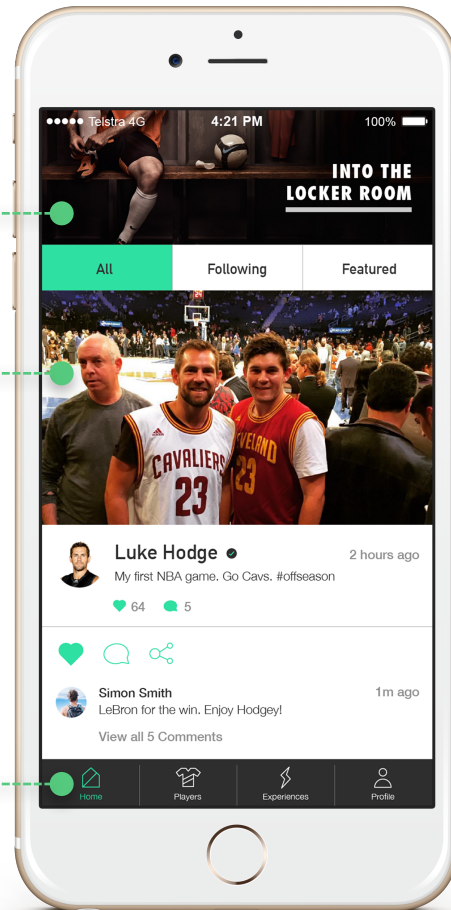 Telstra 4G 4:21 PM 100%
INTO THE
LOCKER ROOM
All Following Featured
CAVALIERS
23
CLEVELAND
23
Luke Hodge 2 hours ago
My first NBA game. Go Cavs. #offseason
64 5
Simon Smith 1m ago
LeBron for the win. Enjoy Hodgey!
View all 5 Comments
Home Players Experiences Profile